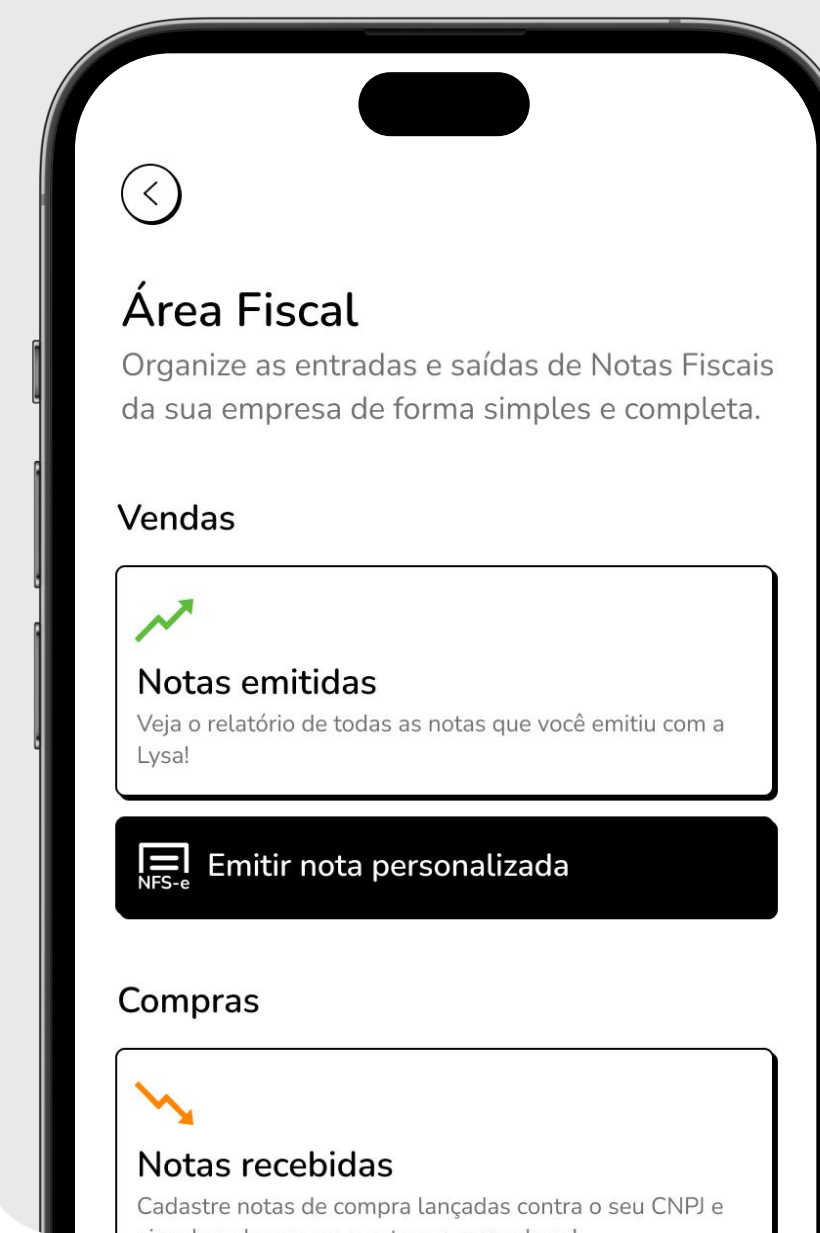 Área Fiscal
Organize as entradas e saídas de Notas Fiscais
da sua empresa de forma simples e completa.
Vendas
Notas emitidas
Veja o relatório de todas as notas que você emitiu com a
Lysa!
NFS-e
Emitir nota personalizada
Compras
Notas recebidas
Cadastre notas de compra lançadas contra o seu CNPJ e